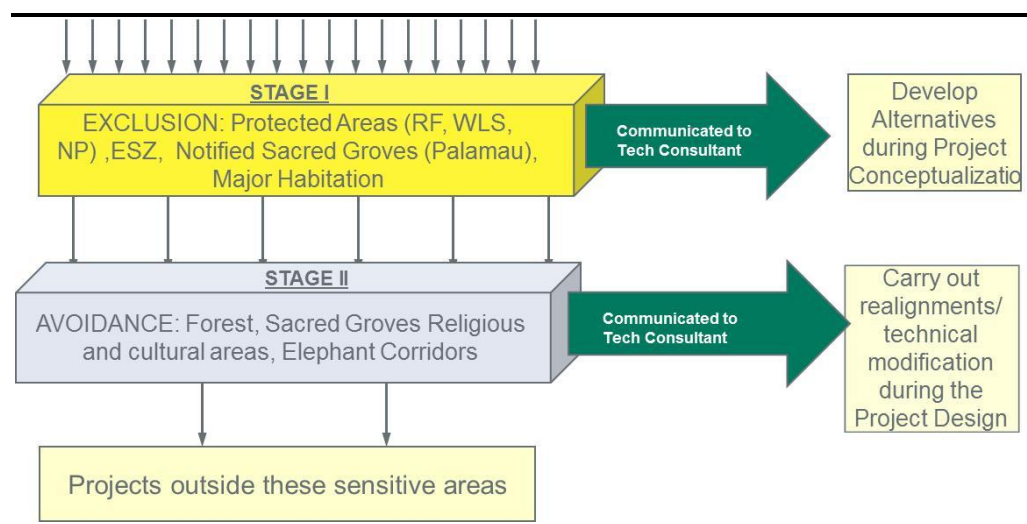 STAGE I
EXCLUSION: Protected Areas (RF, WLS,
NP) ,ESZ, Notified Sacred Groves (Palamau),
Major Habitation
Communicated to
Tech Consultant
Develop
Alternatives
during Project
Conceptualizatio
STAGE II
AVOIDANCE: Forest, Sacred Groves Religious
and cultural areas, Elephant Corridors
Communicated to
Tech Consultant
Carry out
realignments/
technical
modification
during the
Project Design
Projects outside these sensitive areas